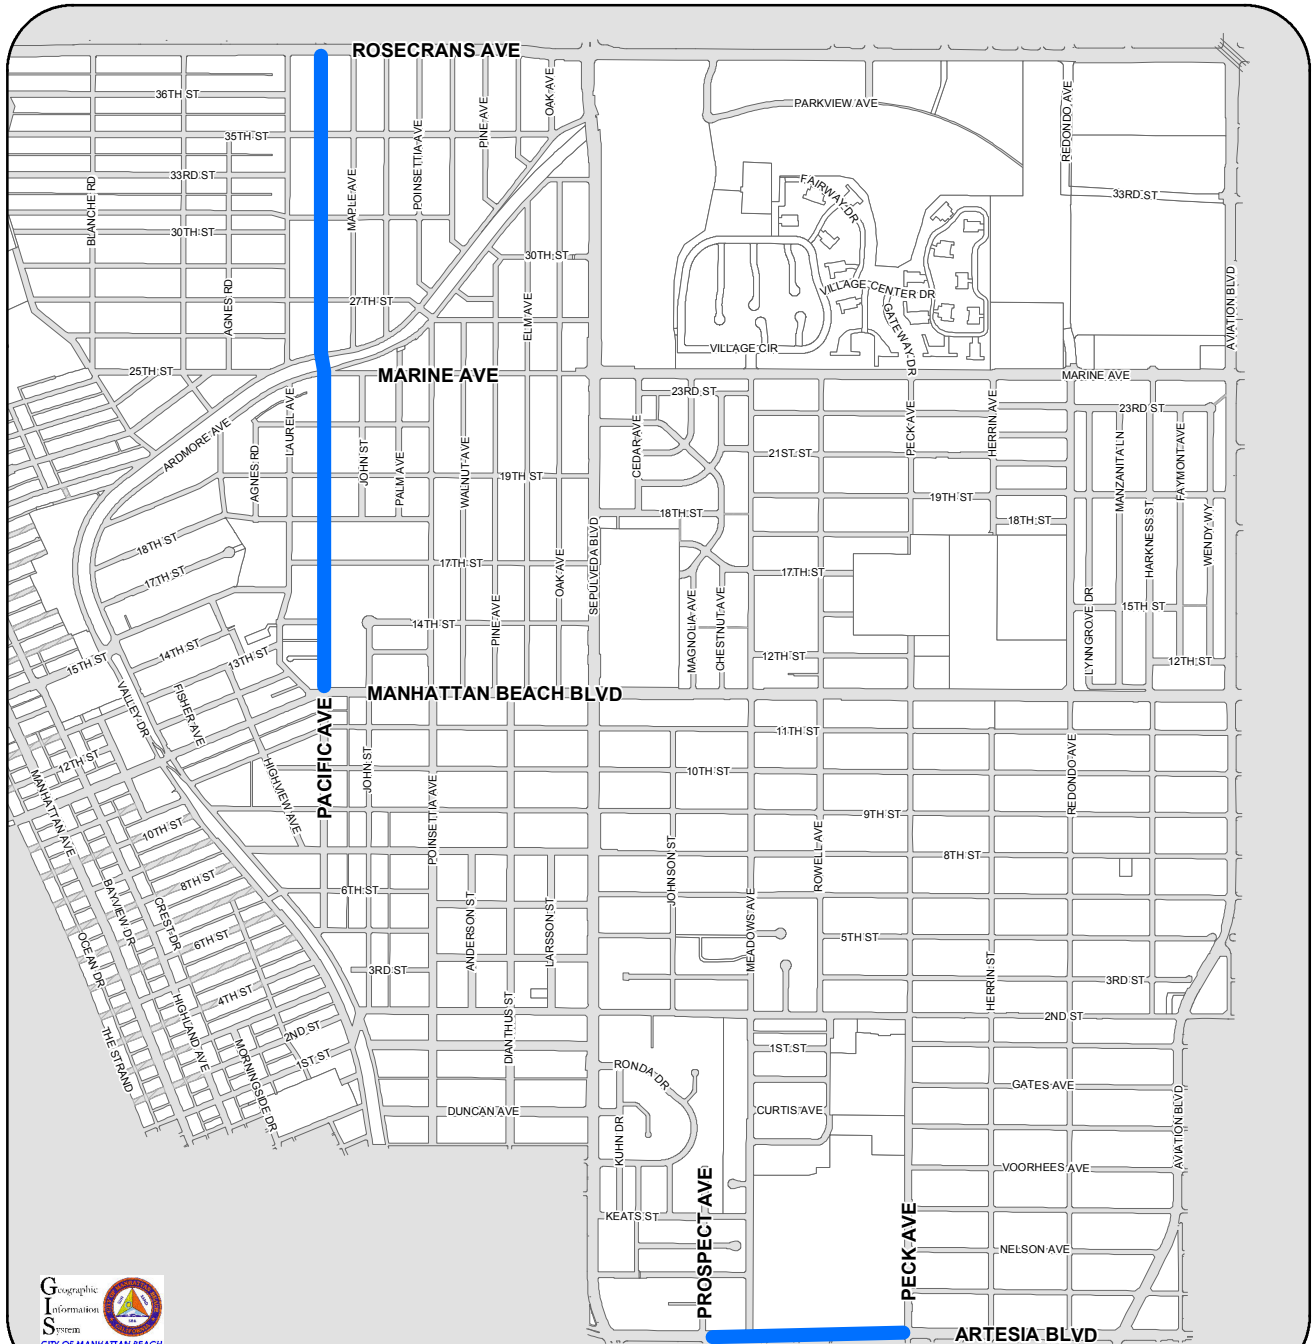 ROSECRANS AVE
36TH ST
OAK AVE
PARKVIEW AVE
35TH ST
PINE AVE
POINSETTIA AVE
REDONDO AVE
33RD ST
MAPLE AVE
FAIRWAY DR
33RD ST
BLANCHE RD
30TH ST
30TH ST
AGNES RD
27TH ST
ELM AVE
VILLAGE CENTER DR
GATEWAY DR
AVIATION BLVD
VILLAGE CIR
25TH ST
MARINE AVE
MARINE AVE
23RD ST
23RD ST
LAUREL AVE
ARDMORE AVE
CEDAR AVE
PECK AVE
HERRIN AVE
MANZANITA LN
FAYMONT AVE
AGNES RD
JOHN ST
PALM AVE
WALNUT AVE
19TH ST
21ST ST
19TH ST
18TH ST
18TH ST
HARKNESS ST
WENDY WY
18TH ST
17TH ST
17TH ST
OAK AVE
SEPULVEDA BLVD
17TH ST
MAGNOLIA AVE
CHESTNUT AVE
LYNNGROVE DR
15TH ST
14TH ST
PINE AVE
14TH ST
13TH ST
15TH ST
12TH ST
12TH ST
VALLEY DR
FISHER AVE
MANHATTAN BEACH BLVD
PACIFIC AVE
11TH ST
12TH ST
HIGHVIEW AVE
JOHN ST
10TH ST
REDONDO AVE
MANHATTAN AVE
POINSETTIA AVE
10TH ST
9TH ST
ROWELL AVE
8TH ST
8TH ST
JOHNSON ST
6TH ST
BAYVIEW DR
CREST DR
ANDERSON ST
LARSSON ST
MEADOWS AVE
6TH ST
5TH ST
OCEAN DR
3RD ST
HERRIN ST
3RD ST
4TH ST
HIGHLAND AVE
2ND ST
DIANTHUS ST
2ND ST
THE STRAND
MORNINGSIDE DR
1ST ST
1ST ST
RONDA DR
GATES AVE
DUNCAN AVE
CURTIS AVE
KUHN DR
AVIATION BLVD
VOORHEES AVE
PROSPECT AVE
KEATS ST
PECK AVE
NELSON AVE
Geographic
Information
System
CITY OF MANHATTAN BEACH
ARTESIA BLVD